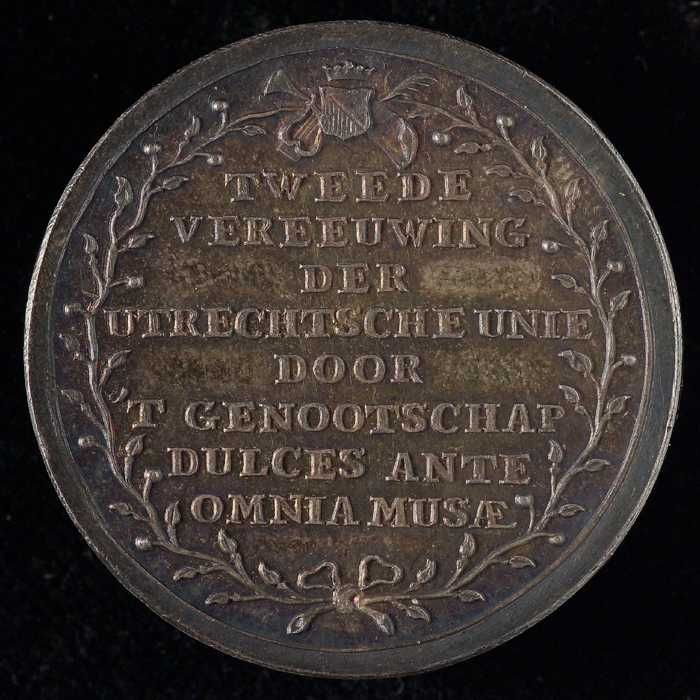 TWEEDE
VEREEUWING
DER
UTRECHTSCHE UNIE
DOOR
'T GENOOTSCHAP
DULCES ANTE
OMNIA MUSÆ